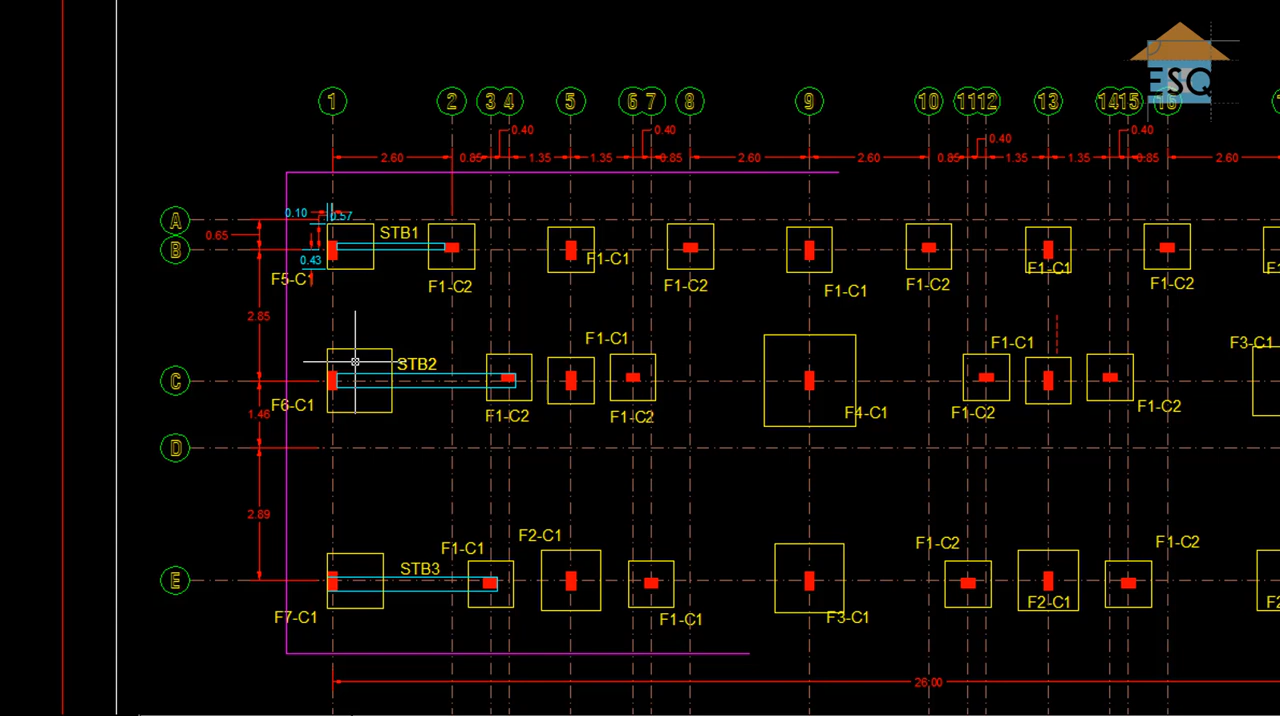 ESQ
1 2 3 4 5 6 7 8 9 10 11 12 13 14 15 16
0.40 0.40 0.40 0.40
2.60 0.85 1.35 1.35 0.85 2.60 2.60 0.85 1.35 1.35 0.85 2.60
A
0.10 0.57
0.65
STB1
B
0.43
F1-C1
F1-C1
F5-C1
F1-C2
F1-C2
F1-C1
F1-C2
F1-C2
2.85
F1-C1
F1-C1
F3-C1
STB2
C
F6-C1
1.46
F1-C2
F1-C2
F4-C1
F1-C2
F1-C2
D
2.89
F2-C1
F1-C1
F1-C2
F1-C2
STB3
E
F2-C1
F7-C1
F1-C1
F3-C1
26.00